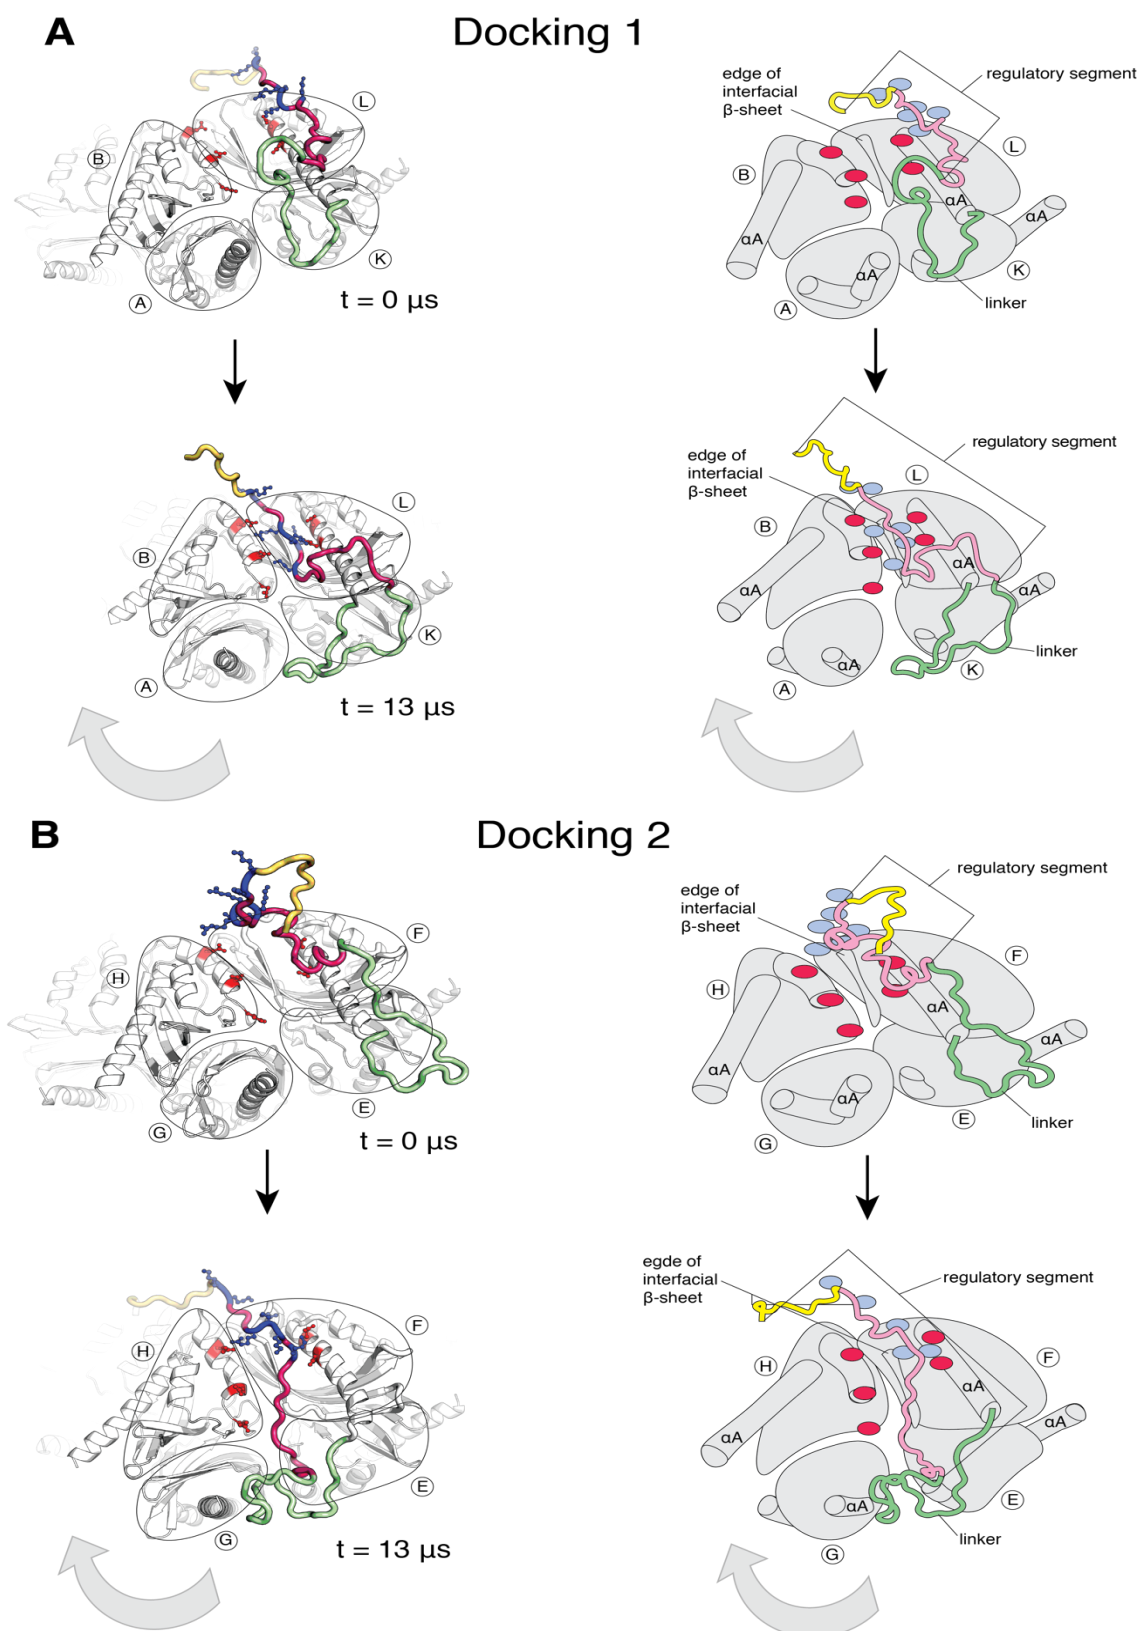 A
Docking 1
L
B
K
A
t = 0 µs
edge of
interfacial
β-sheet
regulatory segment
L
B
αA
αA
αA
αA
K
A
linker
L
B
K
A
t = 13 µs
regulatory segment
edge of
interfacial
β-sheet
L
B
αA
αA
αA
αA
linker
K
A
B
Docking 2
F
H
E
G
t = 0 µs
regulatory segment
edge of
interfacial
β-sheet
F
H
αA
αA
αA
αA
E
linker
G
F
H
E
G
t = 13 µs
egde of
interfacial
β-sheet
regulatory segment
F
H
αA
αA
αA
αA
E
linker
G